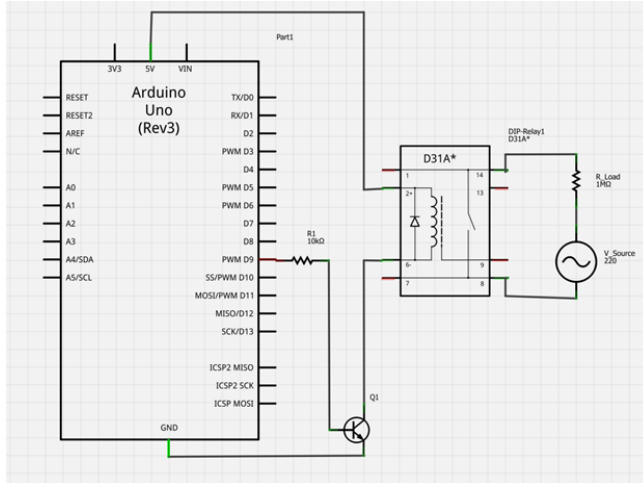 Part1
3V3
5V
VIN
Arduino
Uno
(Rev3)
RESET
RESET2
AREF
N/C
A0
A1
A2
A3
A4/SDA
A5/SCL
TX/D0
RX/D1
D2
PWM D3
D4
PWM D5
PWM D6
D7
D8
PWM D9
SS/PWM D10
MOSI/PWM D11
MISO/D12
SCK/D13
ICSP2 MISO
ICSP2 SCK
ICSP MOSI
GND
R1
10kΩ
Q1
DIP-Relay1
D31A*
D31A*
1
2+
6-
7
14
13
9
8
R_Load
1MΩ
V_Source
220